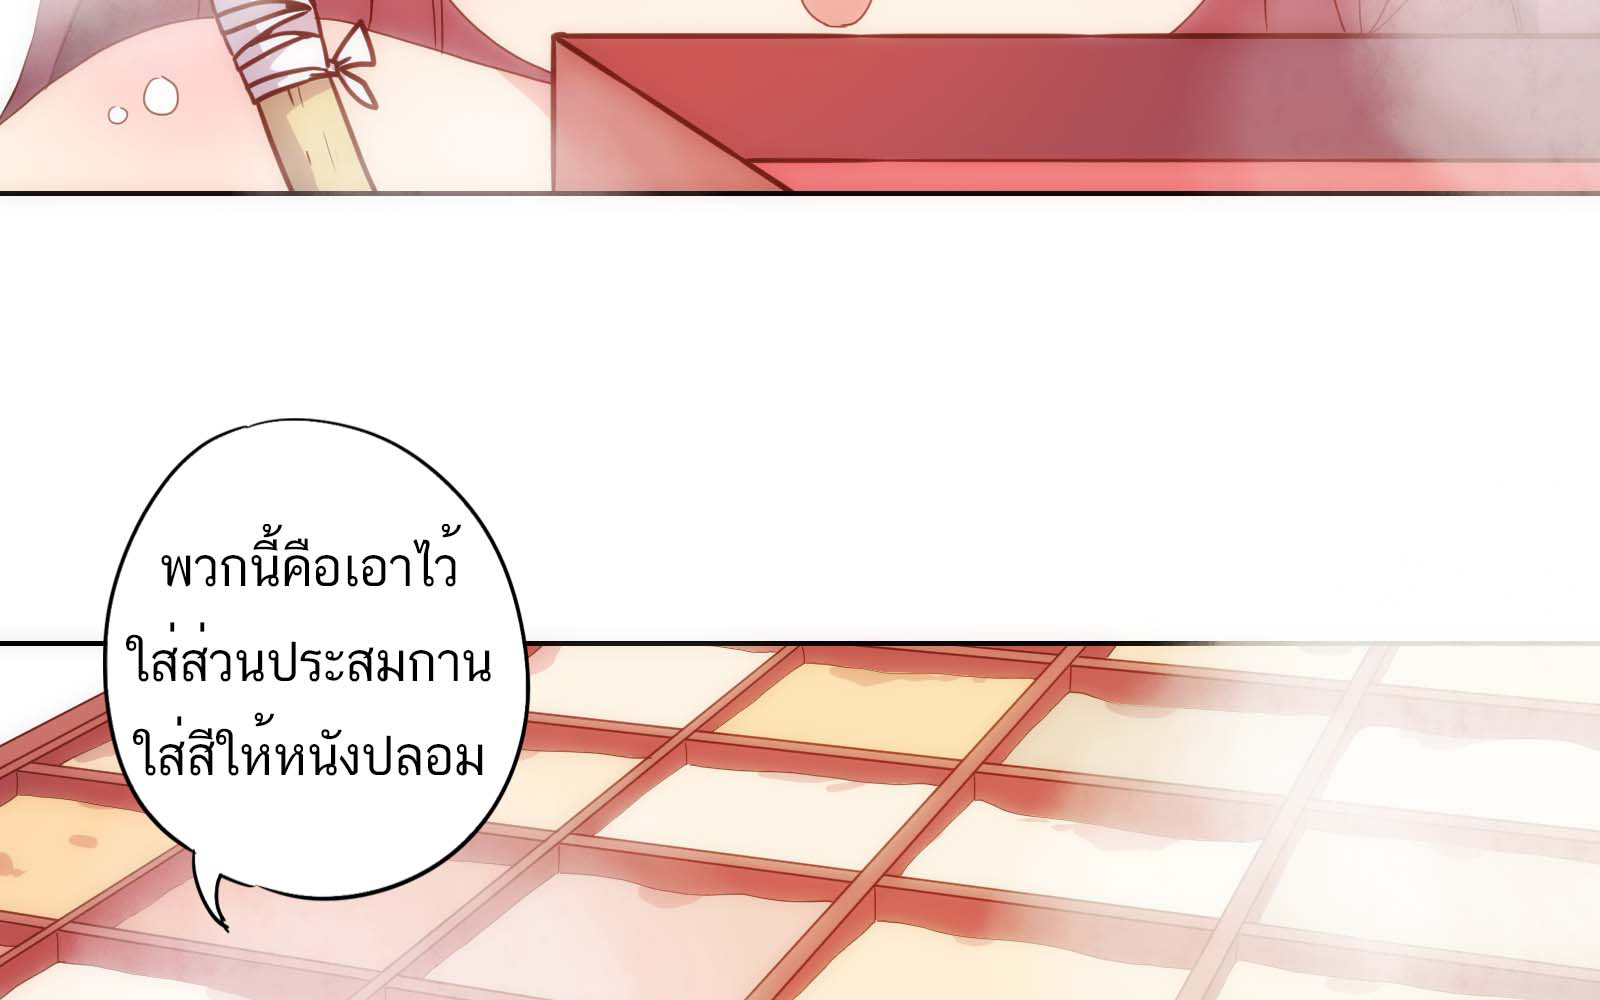 พวกนี้คือเอาไว้
ใส่ส่วนประสมกาน
ใส่สีให้หนังปลอม